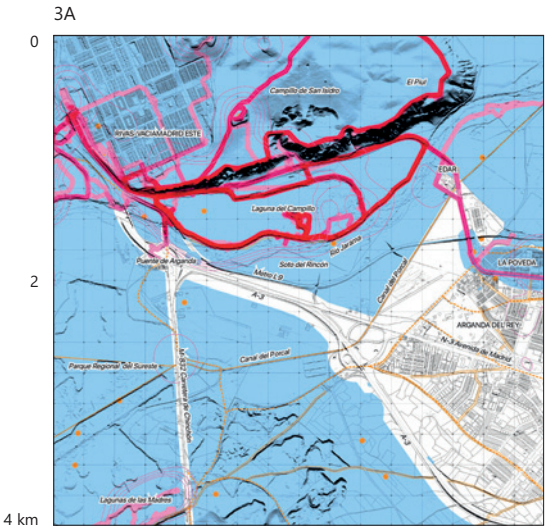 3A
0
El Piul
Campillo de San Isidro
RIVAS-VACIAMADRID ESTE
EDAR
Laguna del Campillo
Río Jarama
Soto del Rincón
Puente de Arganda
LA POVEDA
Metro L9
Canal del Porcal
2
A-3
ARGANDA DEL REY
N-3 Avenida de Madrid
Canal del Porcal
Parque Regional del Sureste
M-832 Carretera de Chinchón
A-3
Lagunas de las Madres
4 km